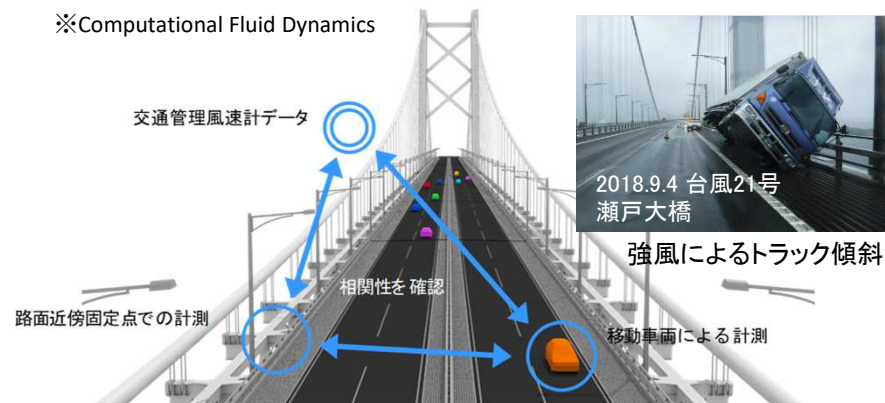 ※Computational Fluid Dynamics
交通管理風速計データ
2018.9.4 台風21号
瀬戸大橋
強風によるトラック傾斜
相関性を確認
路面近傍固定点での計測
移動車両による計測